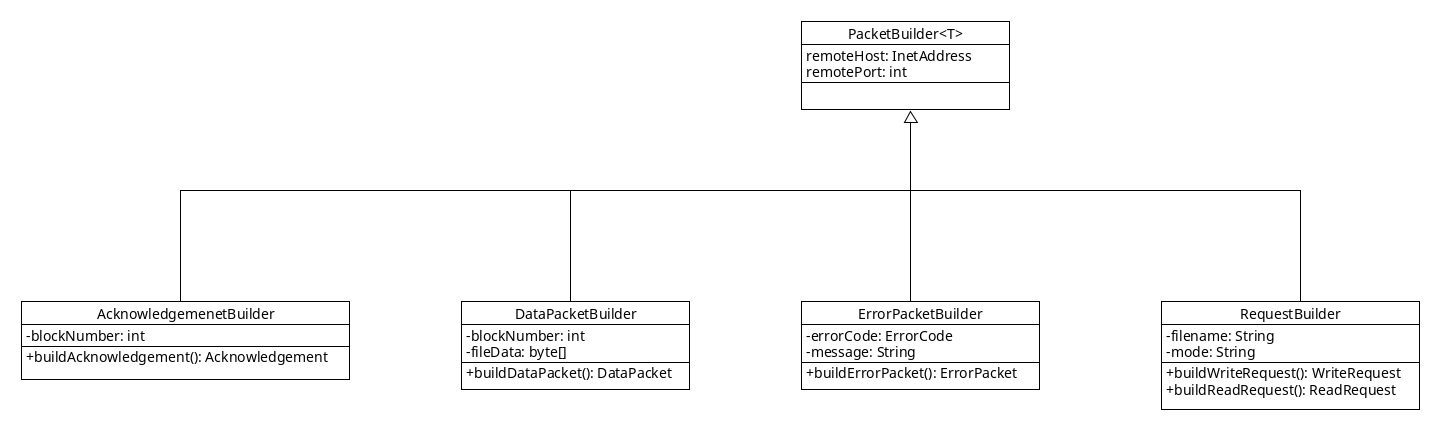 PacketBuilder<T>
remoteHost: InetAddress
remotePort: int
AcknowledgemenetBuilder
-blockNumber: int
+buildAcknowledgement(): Acknowledgement
DataPacketBuilder
-blockNumber: int
-fileData: byte[]
+buildDataPacket(): DataPacket
ErrorPacketBuilder
-errorCode: ErrorCode
-message: String
+buildErrorPacket(): ErrorPacket
RequestBuilder
-filename: String
-mode: String
+buildWriteRequest(): WriteRequest
+buildReadRequest(): ReadRequest